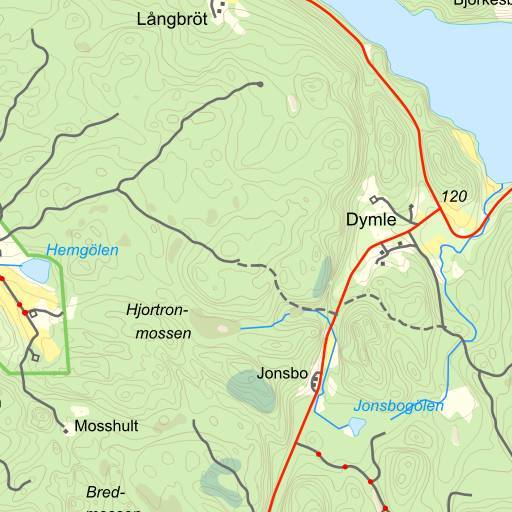 Långbröt
120
Dymle
Hemgölen
Hjortron-
mossen
Jonsbo
Jonsbogölen
Mosshult
Bred-